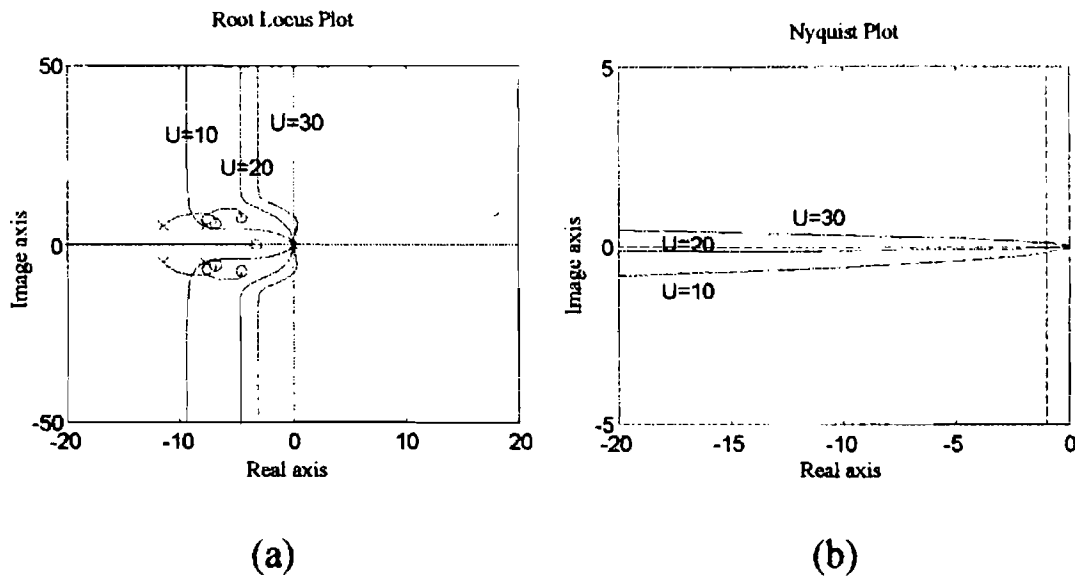 Root Locus Plot
50
U=10
U=30
U=20
0
-50
-20
-10
0
10
20
Image axis
Real axis
(a)
Nyquist Plot
5
U=30
U=20
0
U=10
-5
-20
-15
-10
-5
0
Image axis
Real axis
(b)